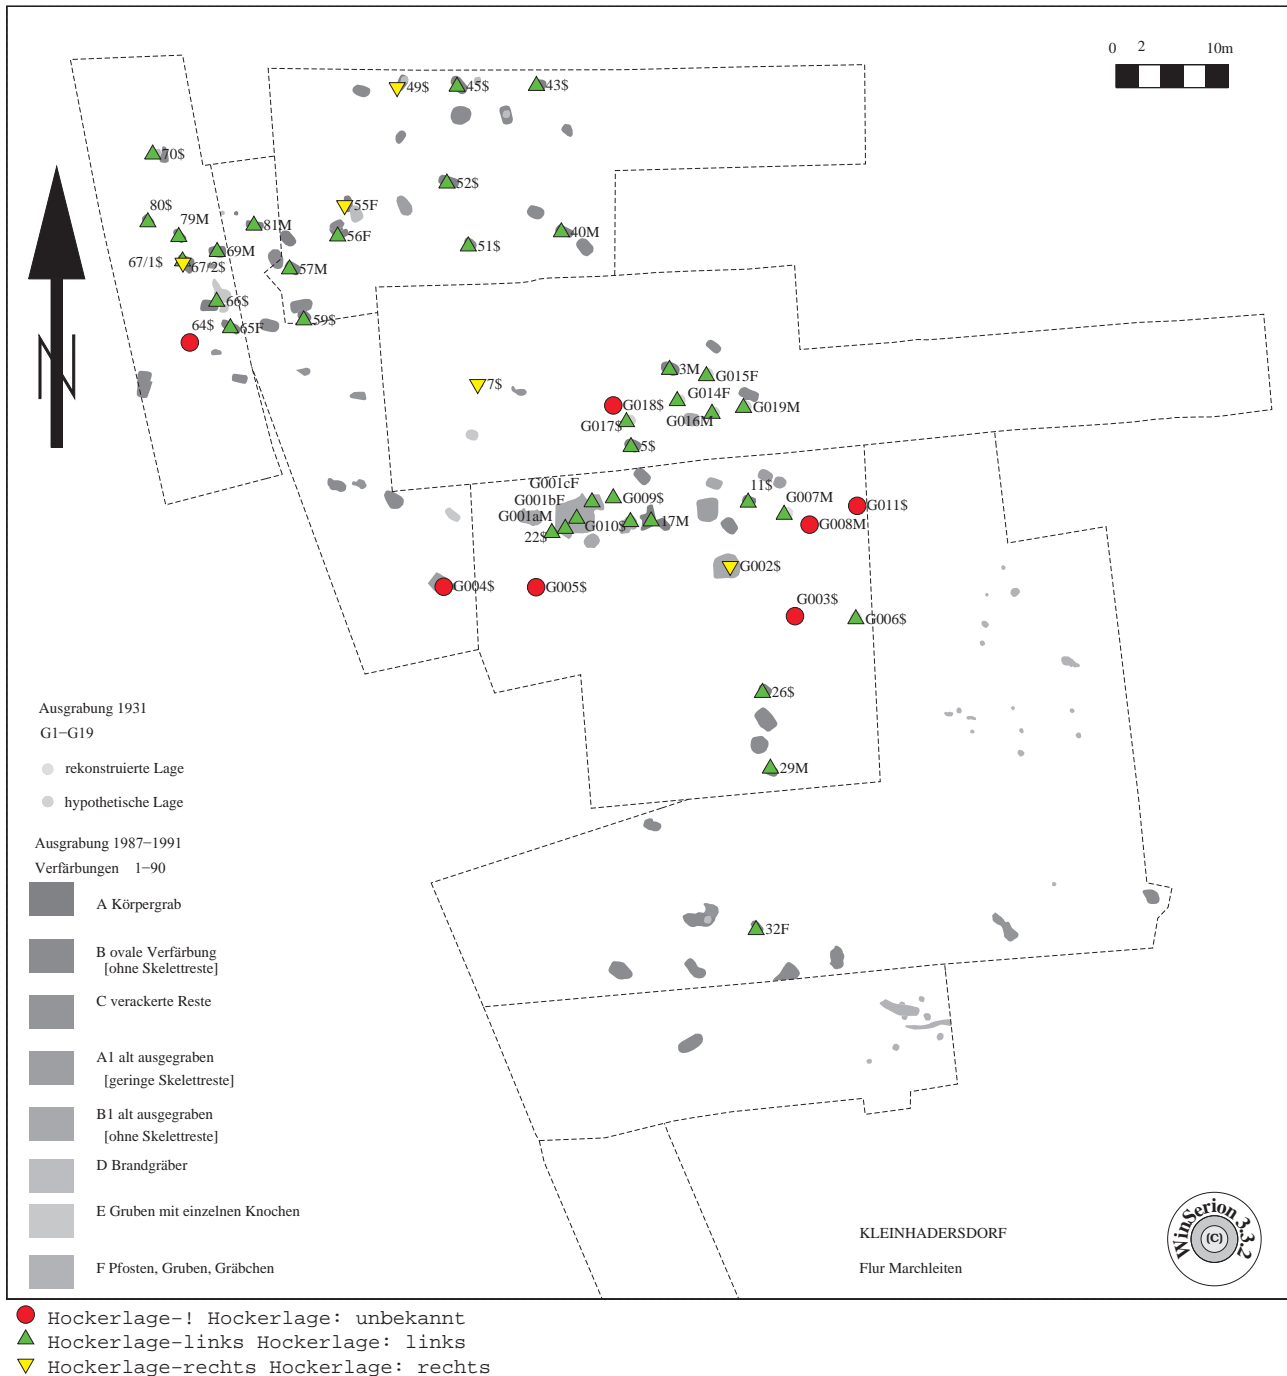 0 2 10m
49$
45$
43$
70$
52$
80$
55F
79M
81M
56F
40M
51$
69M
67/1$
67/2$
57M
66$
59$
64$
65F
N
3M
G015F
7$
G014F
G018$
G019M
G017$
G016M
5$
G001cF
11$
G001bF
G009$
G007M
G011$
G001aM
G010$
17M
G008M
22$
G002$
G004$
G005$
G003$
G006$
26$
29M
32F
Ausgrabung 1931
G1−G19
rekonstruierte Lage
hypothetische Lage
Ausgrabung 1987−1991
Verfärbungen 1−90
A Körpergrab
B ovale Verfärbung
[ohne Skelettreste]
C verackerte Reste
A1 alt ausgegraben
[geringe Skelettreste]
B1 alt ausgegraben
[ohne Skelettreste]
D Brandgräber
E Gruben mit einzelnen Knochen
F Pfosten, Gruben, Gräbchen
KLEINHADERSDORF
Flur Marchleiten
WinSerion 3.3.2
(C)
Hockerlage-! Hockerlage: unbekannt
Hockerlage-links Hockerlage: links
Hockerlage-rechts Hockerlage: rechts